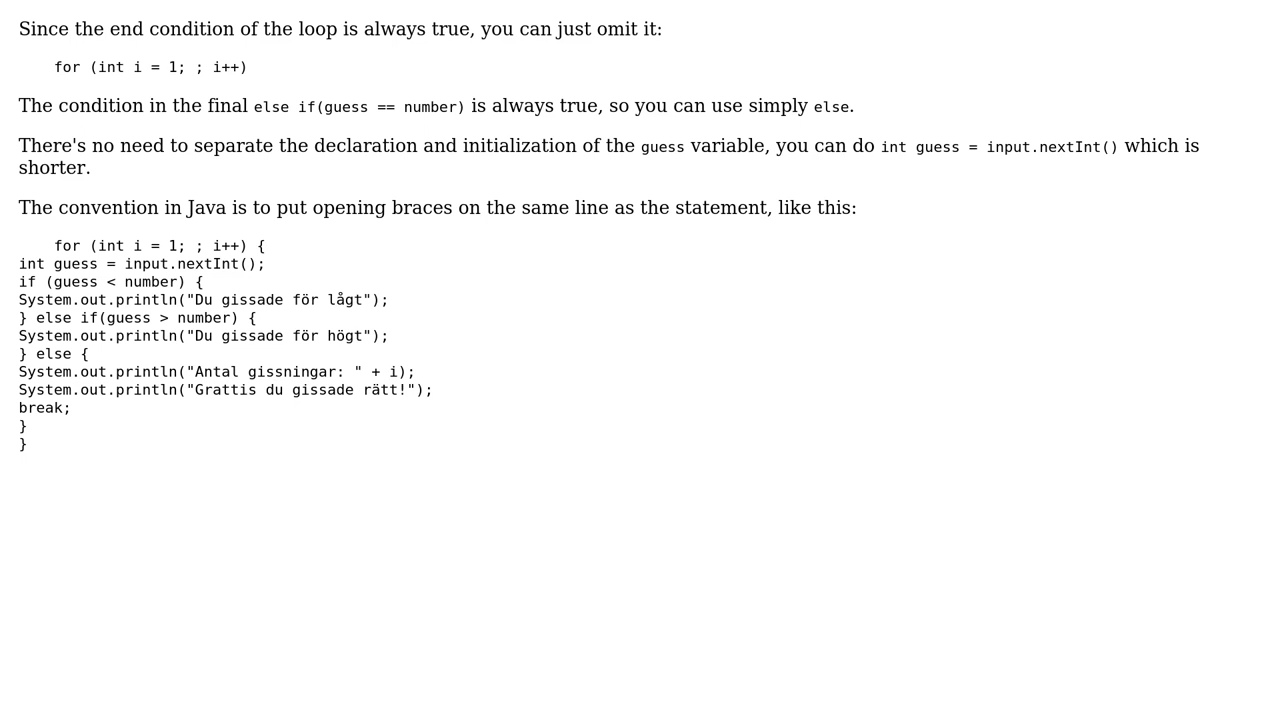 Since the end condition of the loop is always true, you can just omit it:
for (int i = 1; ; i++)
The condition in the final else if(guess == number) is always true, so you can use simply else.
There's no need to separate the declaration and initialization of the guess variable, you can do int guess = input.nextInt() which is
shorter.
The convention in Java is to put opening braces on the same line as the statement, like this:
for (int i = 1; ; i++) {
int guess = input.nextInt();
if (guess < number) {
System.out.println("Du gissade för lågt");
} else if(guess > number) {
System.out.println("Du gissade för högt");
} else {
System.out.println("Antal gissningar: " + i);
System.out.println("Grattis du gissade rätt!");
break;
}
}